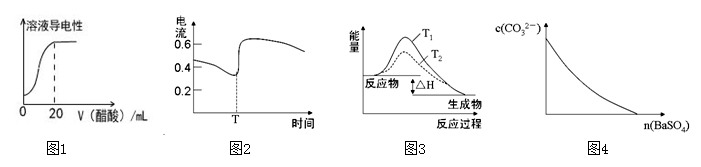 溶液导电性
0
20
V（醋酸）/mL
图1
电流
0.6
0.4
0.2
T
时间
图2
能量
T₁
T₂
反应物
△H
生成物
反应过程
图3
c(CO₃²⁻)
n(BaSO₄)
图4